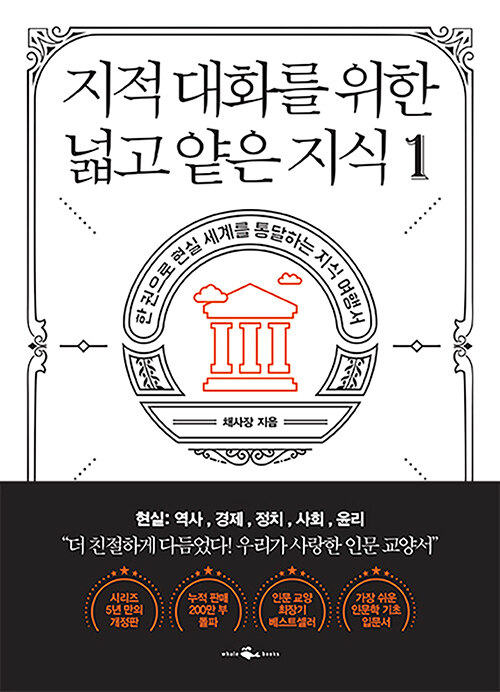 지적 대화를 위한
넓고 얕은 지식 1
한 권으로 현실 세계를 통달하는 지식 여행서
채사장 지음
현실: 역사, 경제, 정치, 사회, 윤리
“더 친절하게 다듬었다! 우리가 사랑한 인문 교양서”
시리즈
5년 만의
개정판
누적 판매
200만 부
돌파
인문 교양
최장기
베스트셀러
가장 쉬운
인문학 기초
입문서
whale books